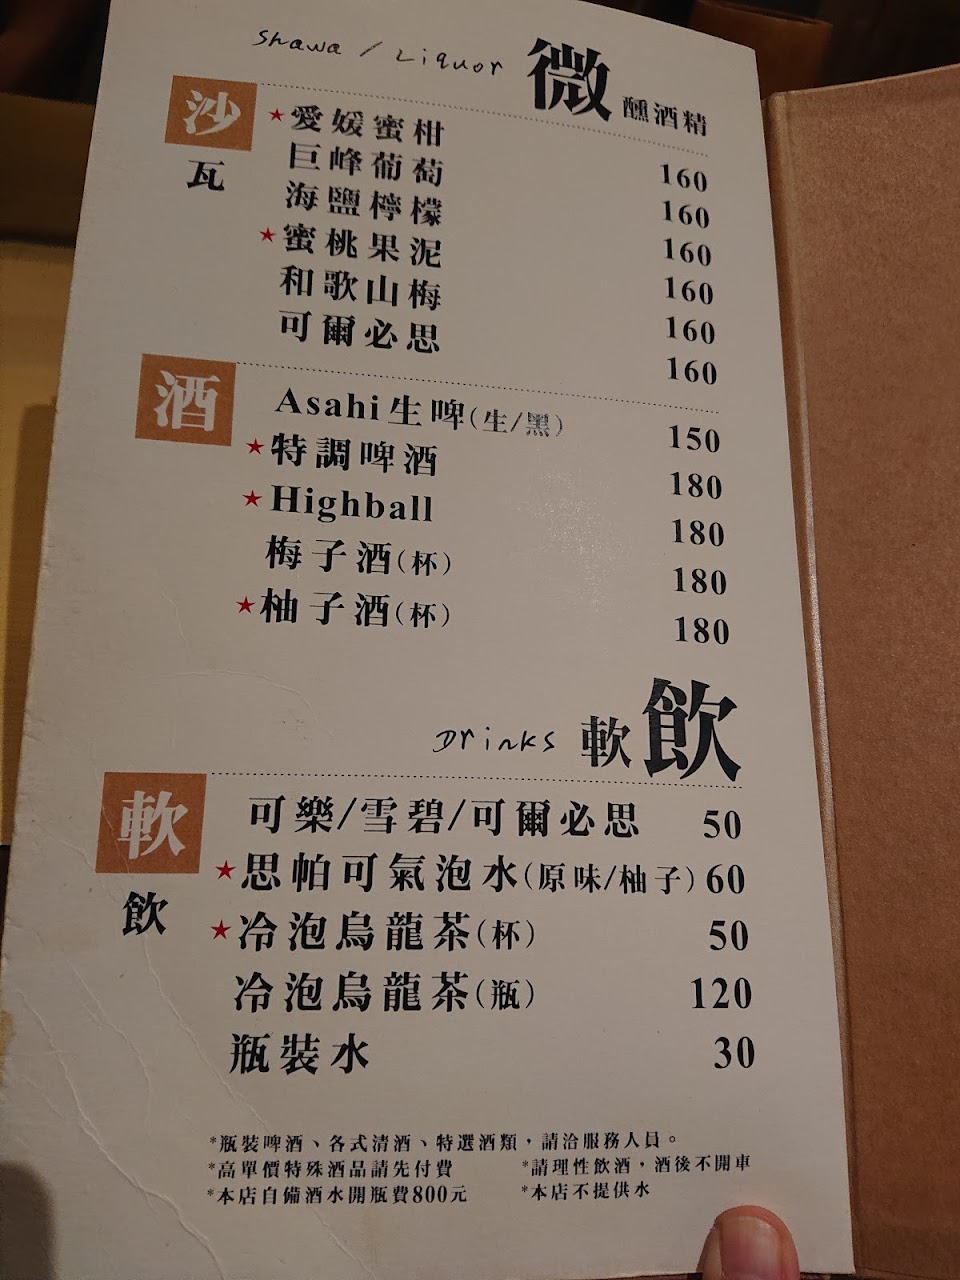 Shawa / Liquor 微醺酒精
沙瓦
★愛媛蜜柑 160
巨峰葡萄 160
海鹽檸檬 160
★蜜桃果泥 160
和歌山梅 160
可爾必思 160
酒
Asahi生啤(生/黑) 150
★特調啤酒 180
★Highball 180
梅子酒(杯) 180
★柚子酒(杯) 180
Drinks 軟飲
軟飲
可樂/雪碧/可爾必思 50
★思帕可氣泡水(原味/柚子) 60
★冷泡烏龍茶(杯) 50
冷泡烏龍茶(瓶) 120
瓶裝水 30
*瓶裝啤酒、各式清酒、特選酒類，請洽服務人員。
*高單價特殊酒品請先付費 *請理性飲酒，酒後不開車
*本店自備酒水開瓶費800元 *本店不提供水